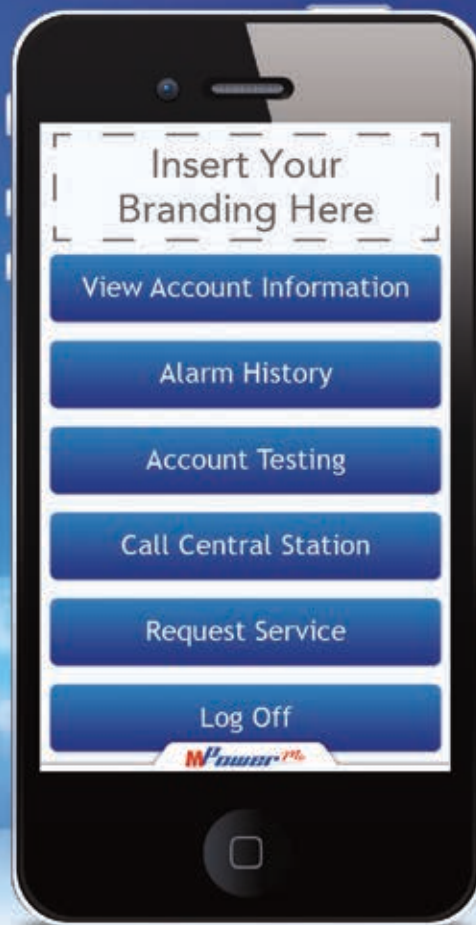 Insert Your
Branding Here
View Account Information
Alarm History
Account Testing
Call Central Station
Request Service
Log Off
MPower Me